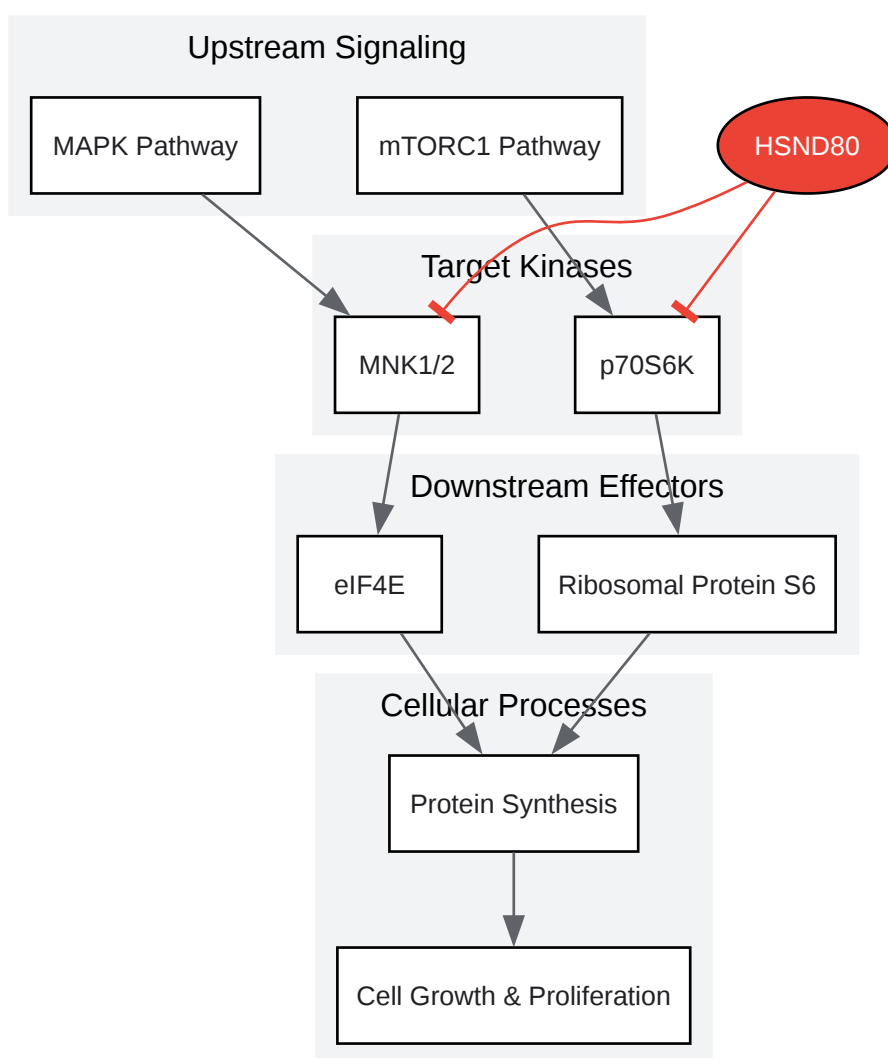 Upstream Signaling
MAPK Pathway
mTORC1 Pathway
HSND80
Target Kinases
MNK1/2
p70S6K
Downstream Effectors
eIF4E
Ribosomal Protein S6
Cellular Processes
Protein Synthesis
Cell Growth & Proliferation